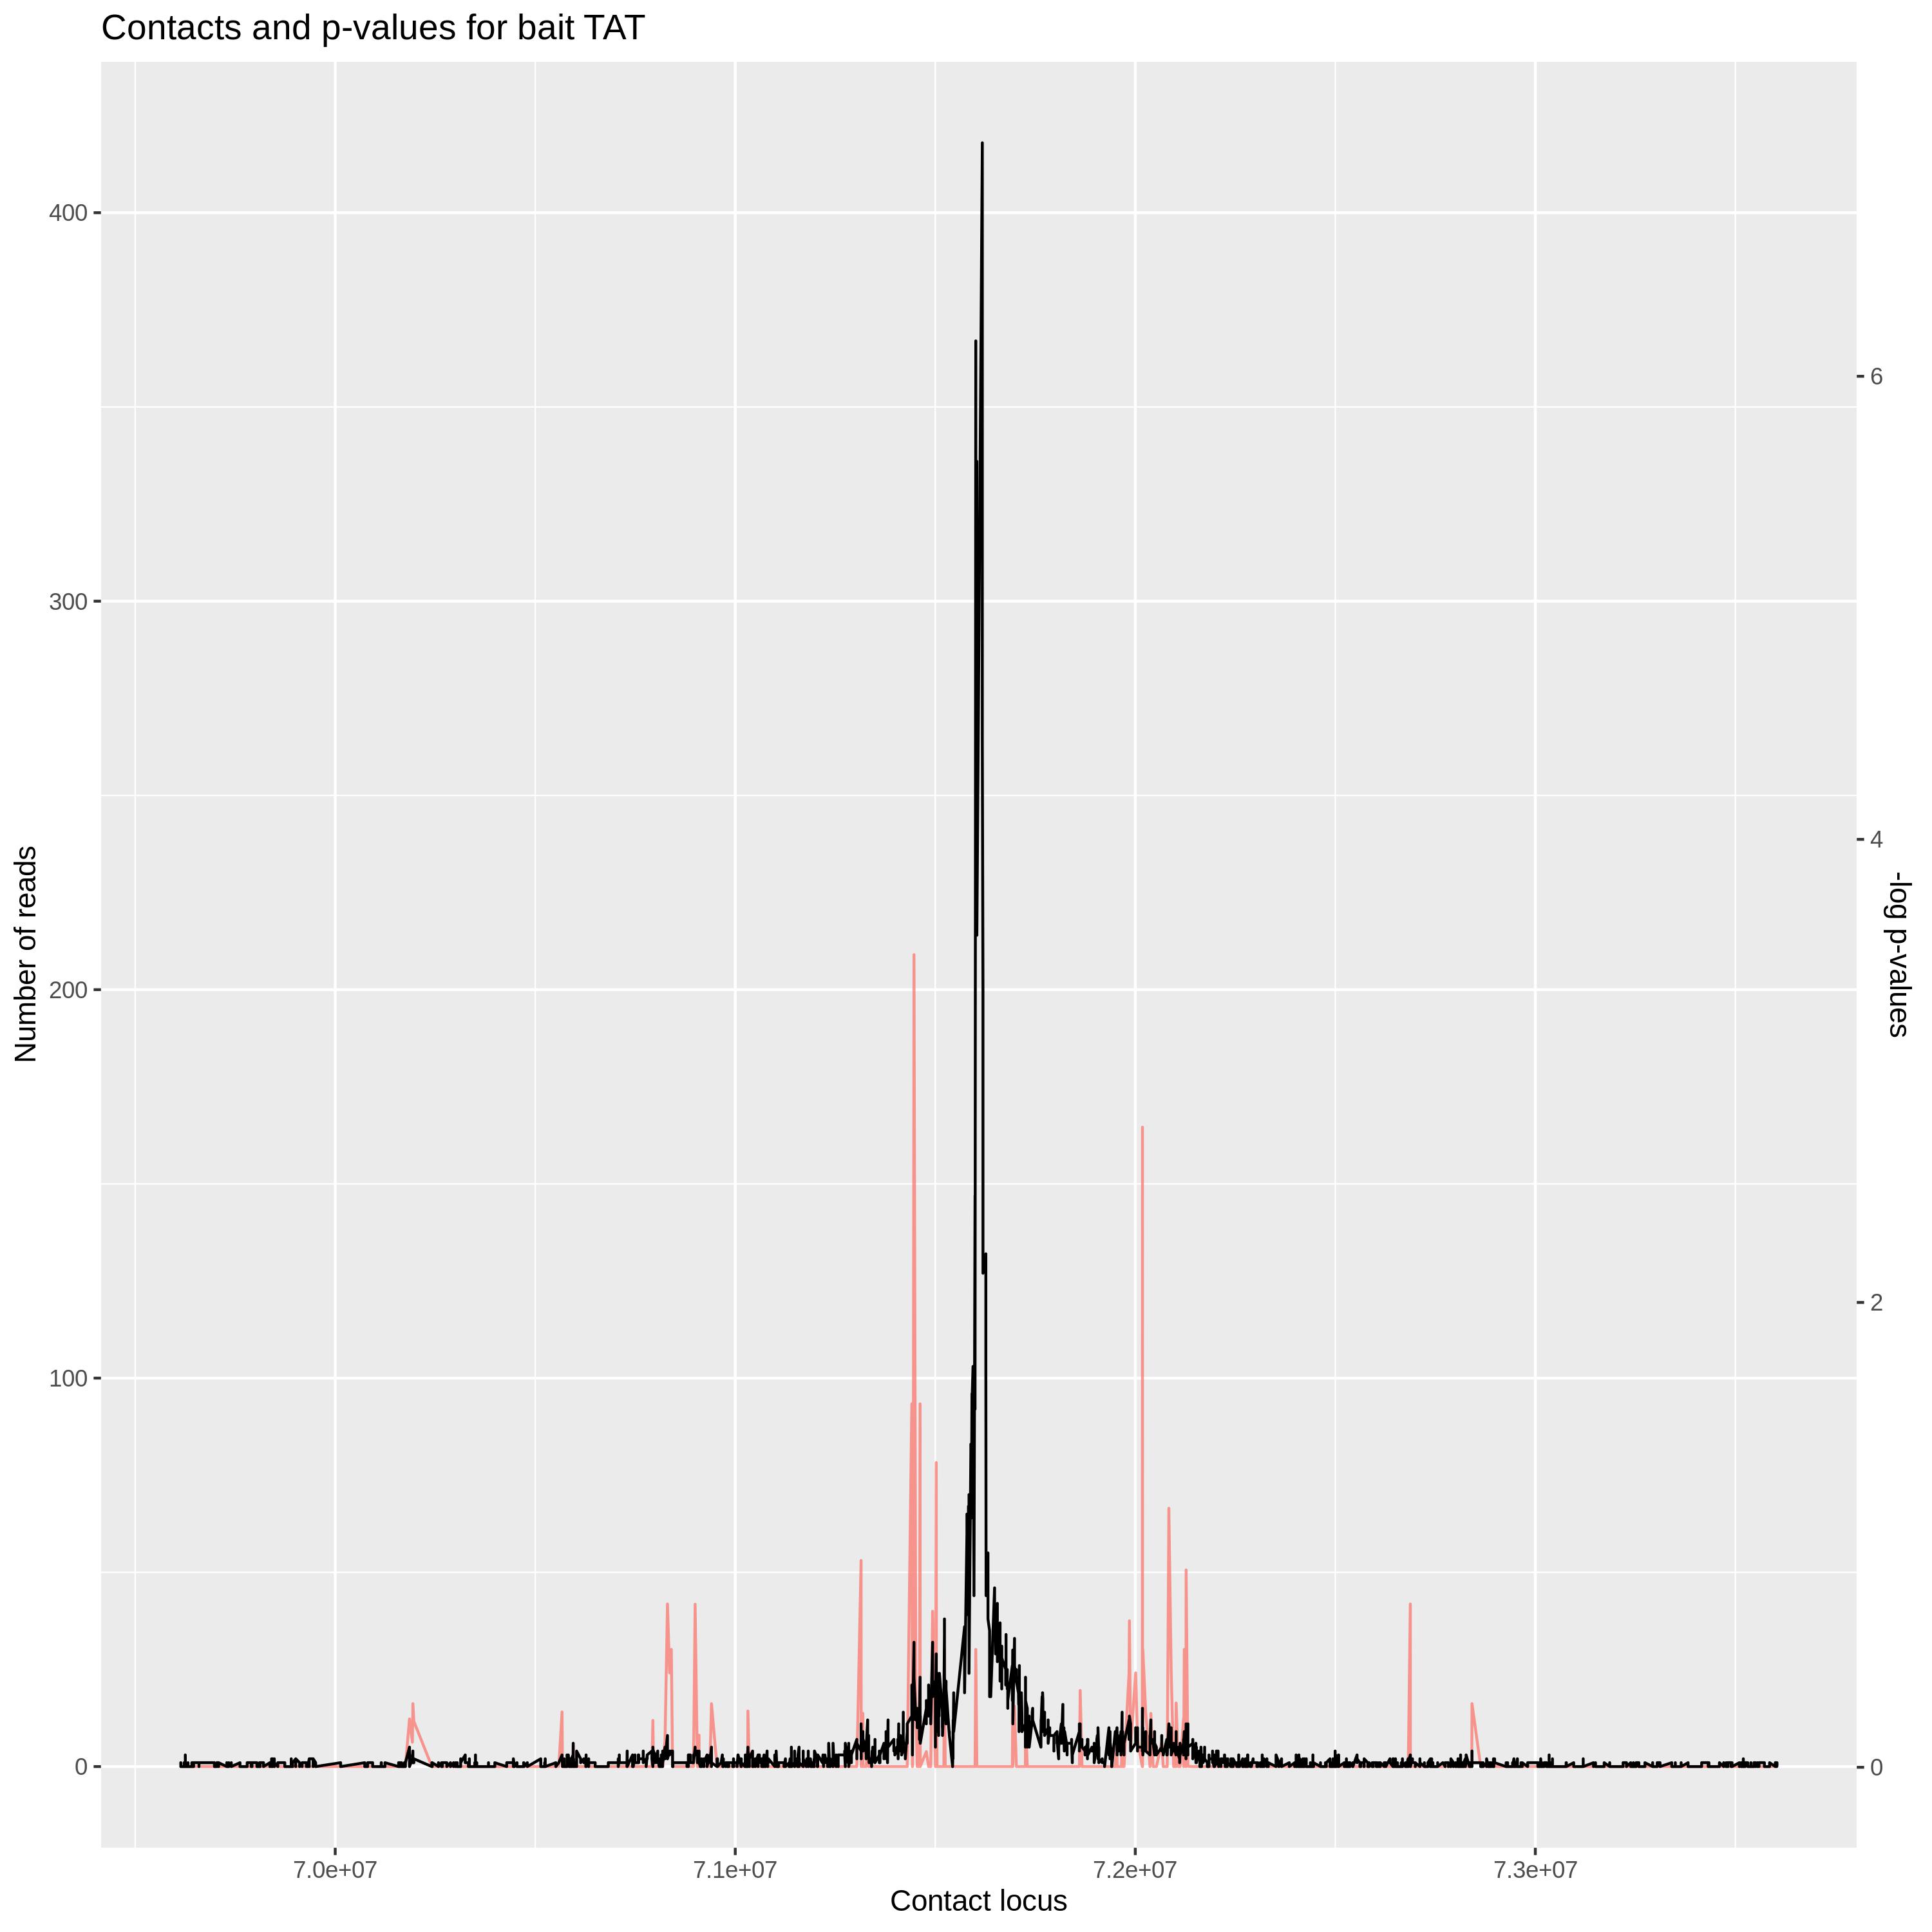 Contacts and p-values for bait TAT
400
300
200
100
0
Number of reads
6
4
2
0
-log p-values
7.0e+07
7.1e+07
7.2e+07
7.3e+07
Contact locus